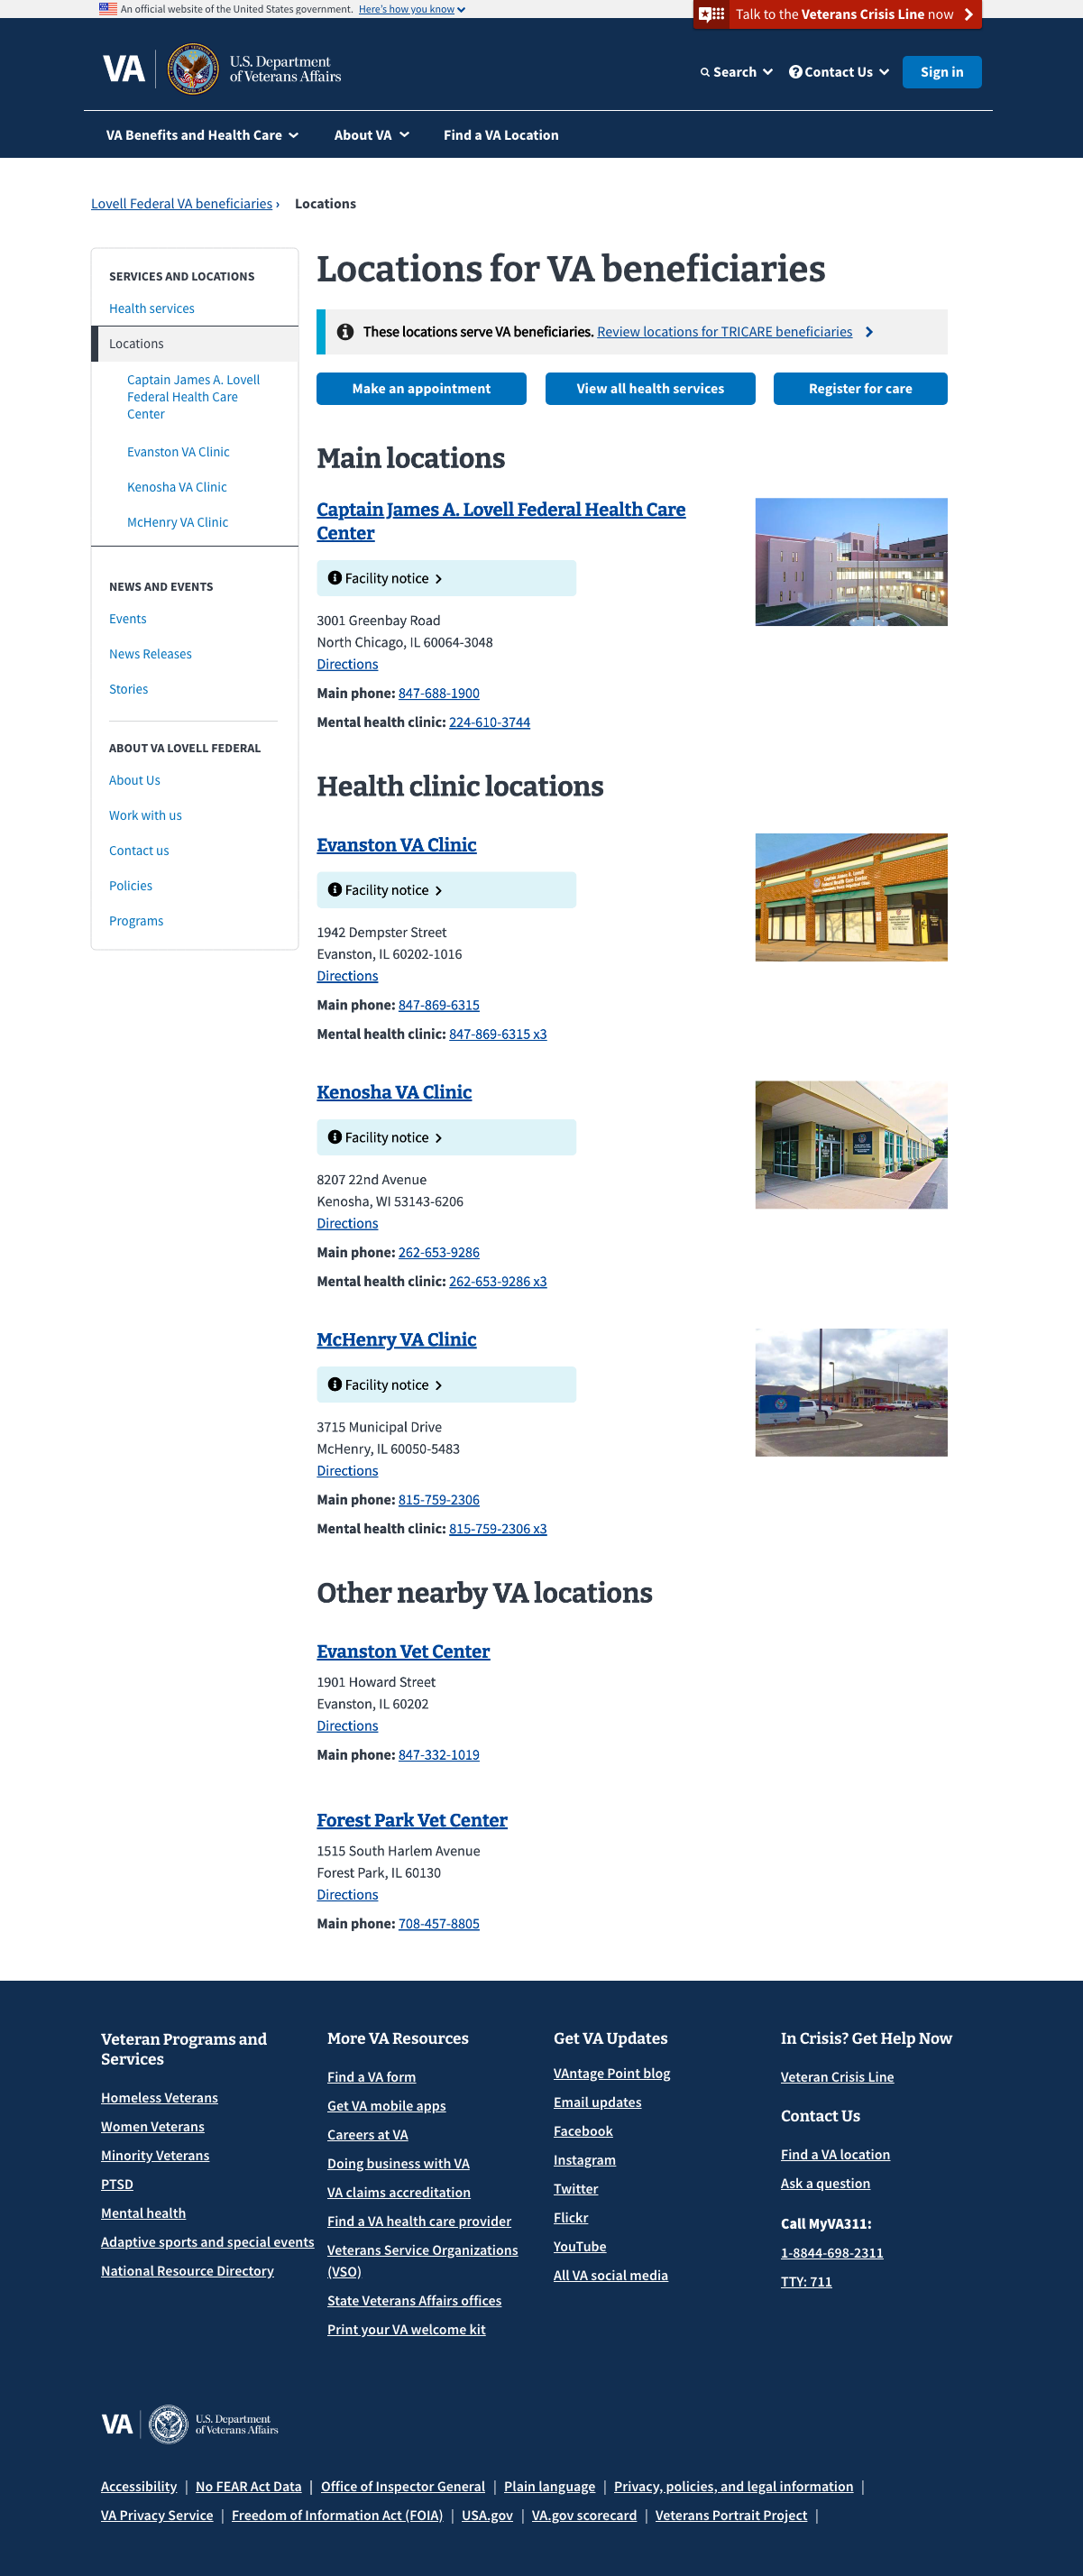 An official website of the United States government. Here's how you know
Talk to the Veterans Crisis Line now
VA
U.S. Department
of Veterans Affairs
Search
Contact Us
Sign in
VA Benefits and Health Care
About VA
Find a VA Location
Lovell Federal VA beneficiaries ›
Locations
SERVICES AND LOCATIONS
Health services
Locations
Captain James A. Lovell
Federal Health Care
Center
Evanston VA Clinic
Kenosha VA Clinic
McHenry VA Clinic
NEWS AND EVENTS
Events
News Releases
Stories
ABOUT VA LOVELL FEDERAL
About Us
Work with us
Contact us
Policies
Programs
Locations for VA beneficiaries
These locations serve VA beneficiaries. Review locations for TRICARE beneficiaries
Make an appointment
View all health services
Register for care
Main locations
Captain James A. Lovell Federal Health Care
Center
Facility notice
3001 Greenbay Road
North Chicago, IL 60064-3048
Directions
Main phone: 847-688-1900
Mental health clinic: 224-610-3744
Health clinic locations
Evanston VA Clinic
Facility notice
1942 Dempster Street
Evanston, IL 60202-1016
Directions
Main phone: 847-869-6315
Mental health clinic: 847-869-6315 x3
Kenosha VA Clinic
Facility notice
8207 22nd Avenue
Kenosha, WI 53143-6206
Directions
Main phone: 262-653-9286
Mental health clinic: 262-653-9286 x3
McHenry VA Clinic
Facility notice
3715 Municipal Drive
McHenry, IL 60050-5483
Directions
Main phone: 815-759-2306
Mental health clinic: 815-759-2306 x3
Other nearby VA locations
Evanston Vet Center
1901 Howard Street
Evanston, IL 60202
Directions
Main phone: 847-332-1019
Forest Park Vet Center
1515 South Harlem Avenue
Forest Park, IL 60130
Directions
Main phone: 708-457-8805
Veteran Programs and
Services
Homeless Veterans
Women Veterans
Minority Veterans
PTSD
Mental health
Adaptive sports and special events
National Resource Directory
More VA Resources
Find a VA form
Get VA mobile apps
Careers at VA
Doing business with VA
VA claims accreditation
Find a VA health care provider
Veterans Service Organizations
(VSO)
State Veterans Affairs offices
Print your VA welcome kit
Get VA Updates
VAntage Point blog
Email updates
Facebook
Instagram
Twitter
Flickr
YouTube
All VA social media
In Crisis? Get Help Now
Veteran Crisis Line
Contact Us
Find a VA location
Ask a question
Call MyVA311:
1-8844-698-2311
TTY: 711
VA
U.S. Department
of Veterans Affairs
Accessibility | No FEAR Act Data | Office of Inspector General | Plain language | Privacy, policies, and legal information |
VA Privacy Service | Freedom of Information Act (FOIA) | USA.gov | VA.gov scorecard | Veterans Portrait Project |